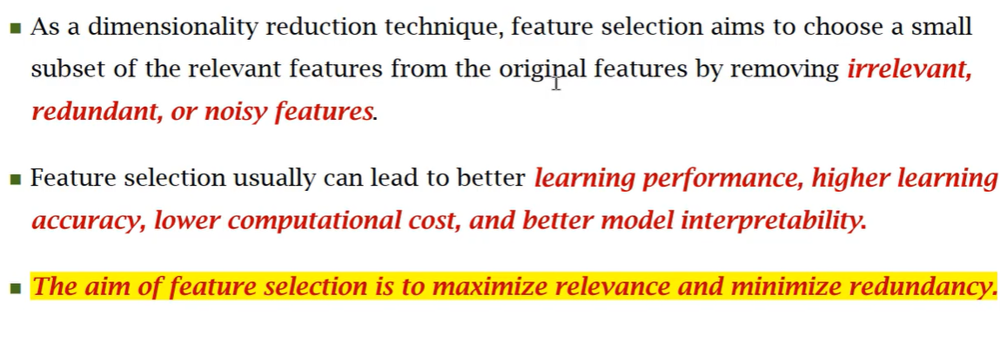 As a dimensionality reduction technique, feature selection aims to choose a small
subset of the relevant features from the original features by removing irrelevant,
redundant, or noisy features.
Feature selection usually can lead to better learning performance, higher learning
accuracy, lower computational cost, and better model interpretability.
The aim of feature selection is to maximize relevance and minimize redundancy.